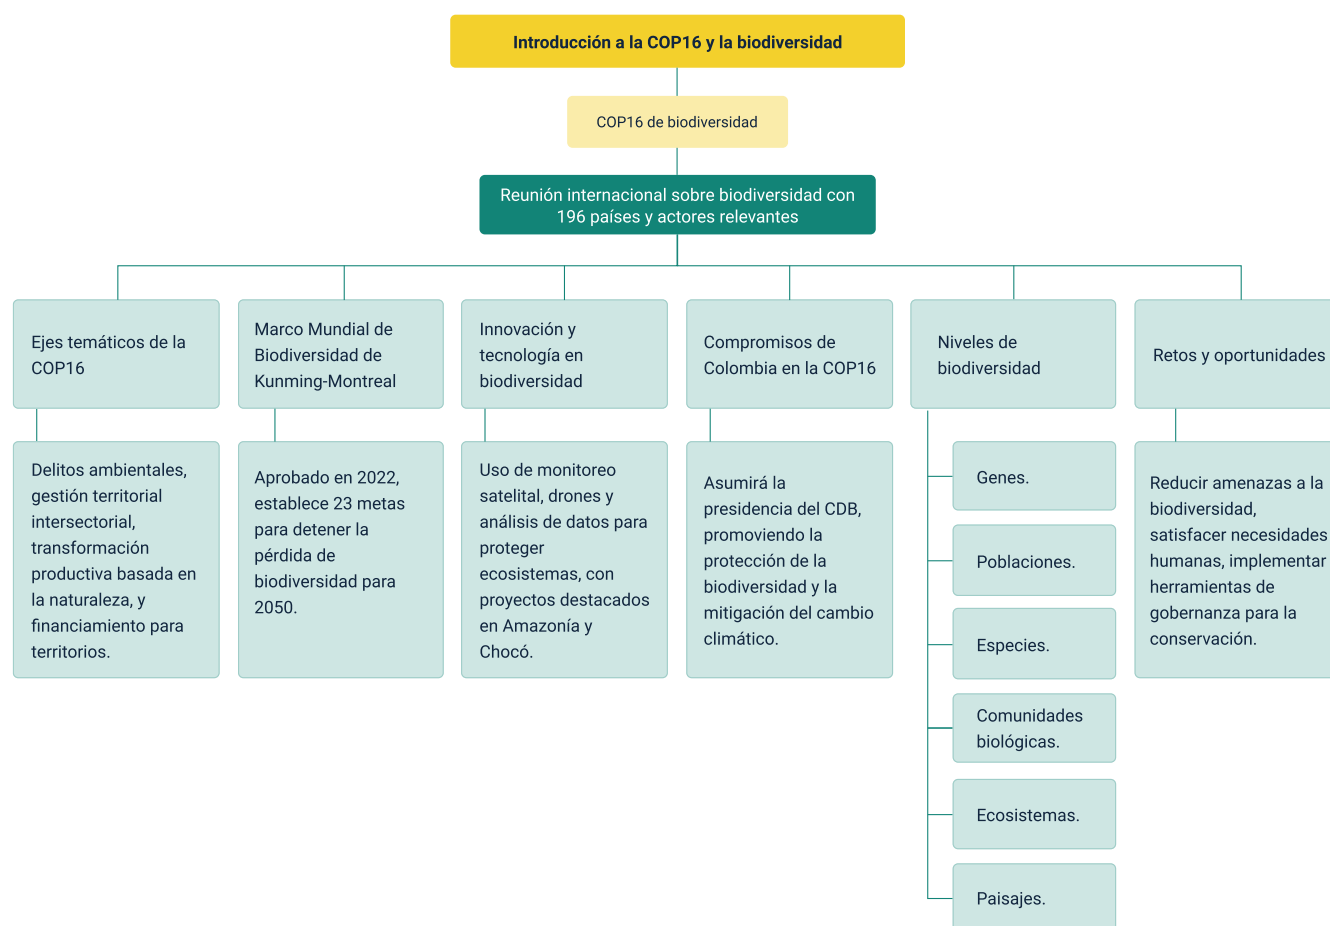 Introducción a la COP16 y la biodiversidad
COP16 de biodiversidad
Reunión internacional sobre biodiversidad con
196 países y actores relevantes
Ejes temáticos de la
COP16
Delitos ambientales,
gestión territorial
intersectorial,
transformación
productiva basada en
la naturaleza, y
financiamiento para
territorios.
Marco Mundial de
Biodiversidad de
Kunming-Montreal
Aprobado en 2022,
establece 23 metas
para detener la
pérdida de
biodiversidad para
2050.
Innovación y
tecnología en
biodiversidad
Uso de monitoreo
satelital, drones y
análisis de datos para
proteger
ecosistemas, con
proyectos destacados
en Amazonía y
Chocó.
Compromisos de
Colombia en la COP16
Asumirá la
presidencia del CDB,
promoviendo la
protección de la
biodiversidad y la
mitigación del cambio
climático.
Niveles de
biodiversidad
Genes.
Poblaciones.
Especies.
Comunidades
biológicas.
Ecosistemas.
Paisajes.
Retos y oportunidades
Reducir amenazas a la
biodiversidad,
satisfacer necesidades
humanas, implementar
herramientas de
gobernanza para la
conservación.